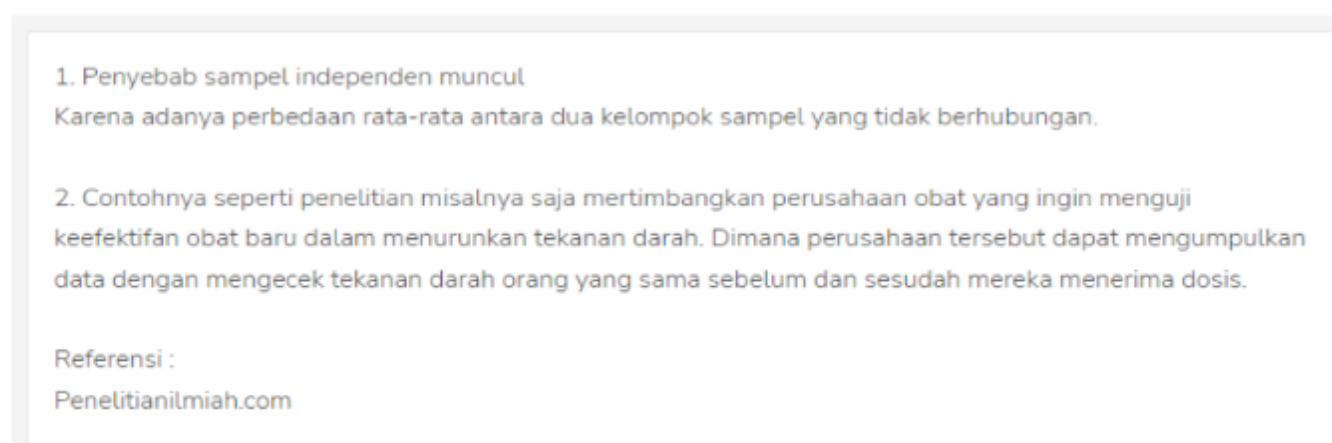 1. Penyebab sampel independen muncul
Karena adanya perbedaan rata-rata antara dua kelompok sampel yang tidak berhubungan.
2. Contohnya seperti penelitian misalnya saja mertimbangkan perusahaan obat yang ingin menguji
keefektifan obat baru dalam menurunkan tekanan darah. Dimana perusahaan tersebut dapat mengumpulkan
data dengan mengecek tekanan darah orang yang sama sebelum dan sesudah mereka menerima dosis.
Referensi :
Penelitianilmiah.com